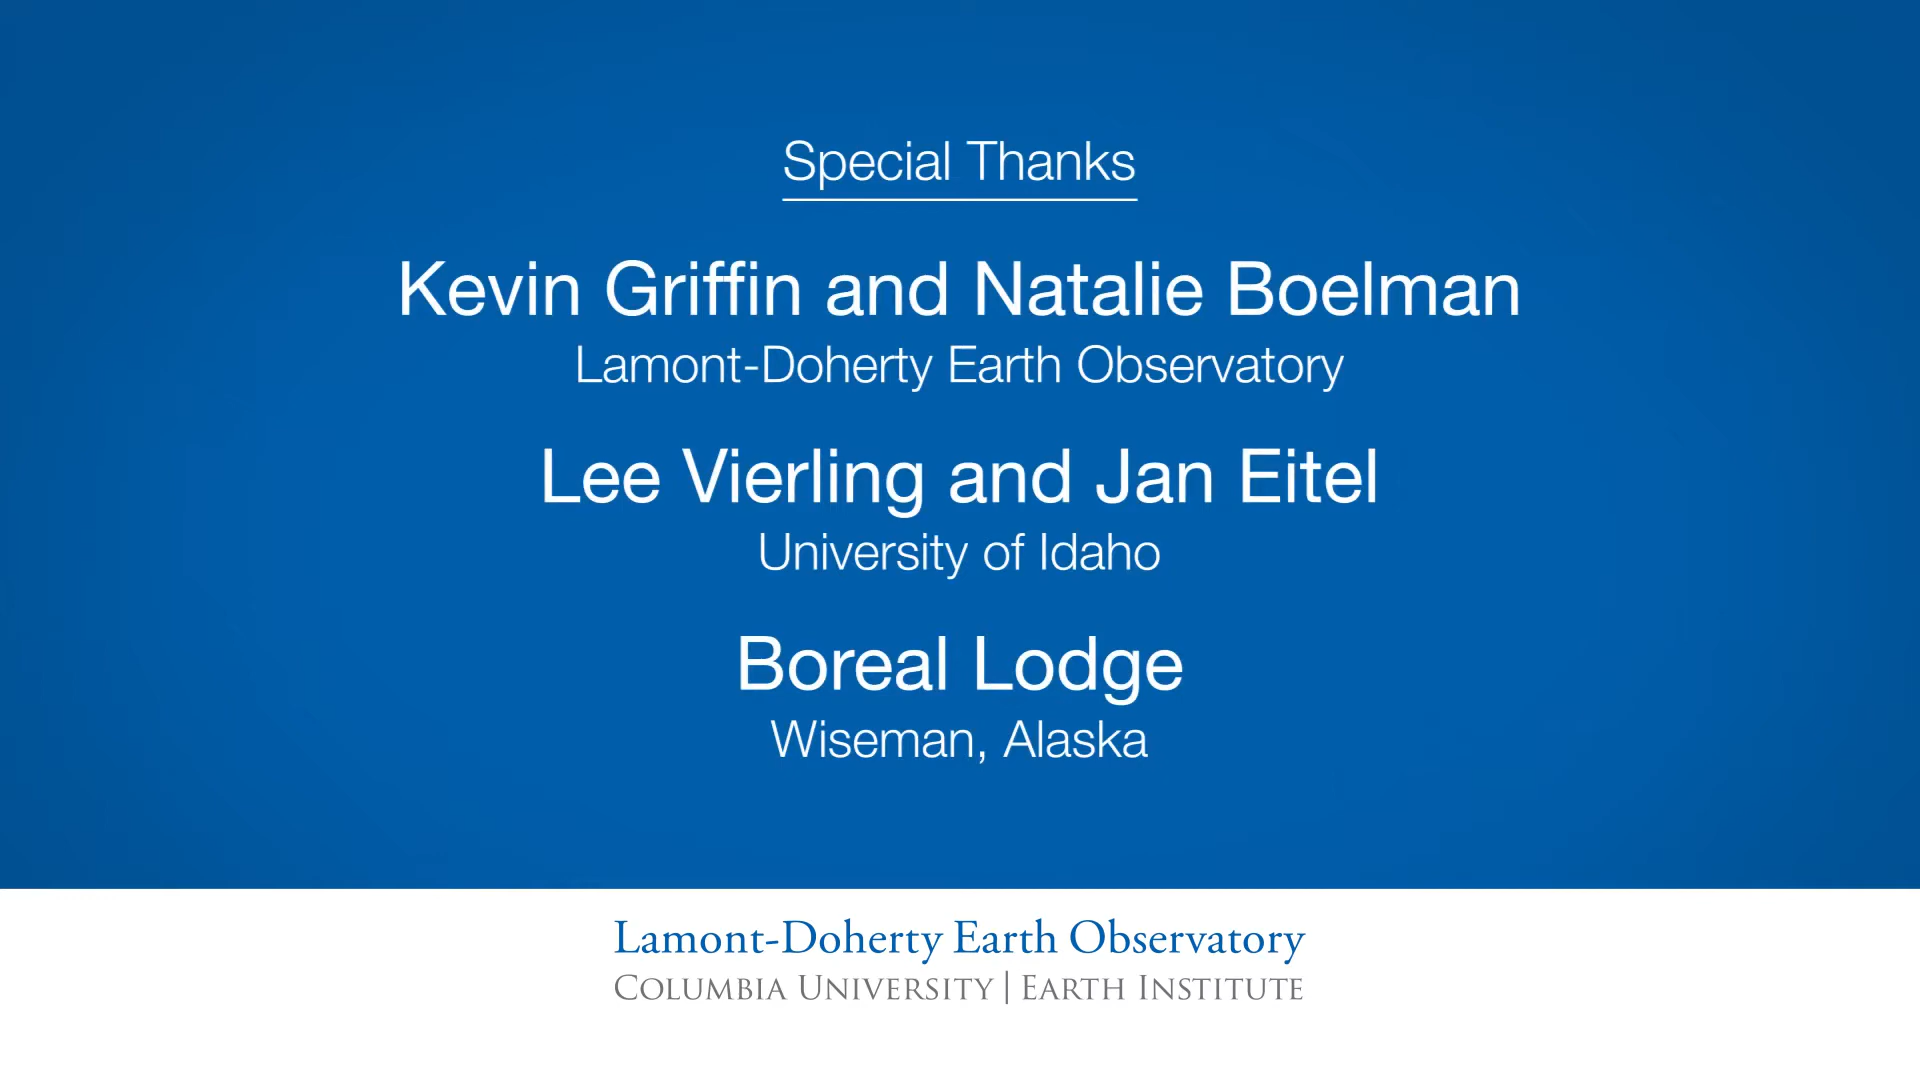 Special Thanks
Kevin Griffin and Natalie Boelman
Lamont-Doherty Earth Observatory
Lee Vierling and Jan Eitel
University of Idaho
Boreal Lodge
Wiseman, Alaska
Lamont-Doherty Earth Observatory
Columbia University | Earth Institute